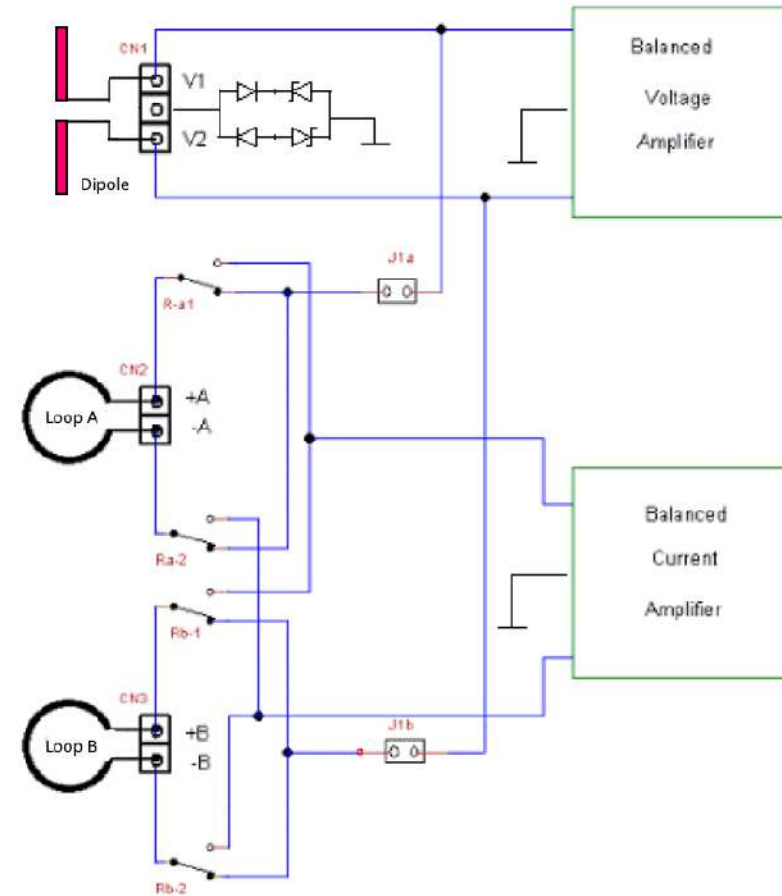 CN1
V1
V2
Dipole
Balanced
Voltage
Amplifier
J1a
R-a1
CN2
+A
-A
Loop A
Ra-2
Rb-1
Balanced
Current
Amplifier
CN3
+B
-B
Loop B
J1b
Rb-2